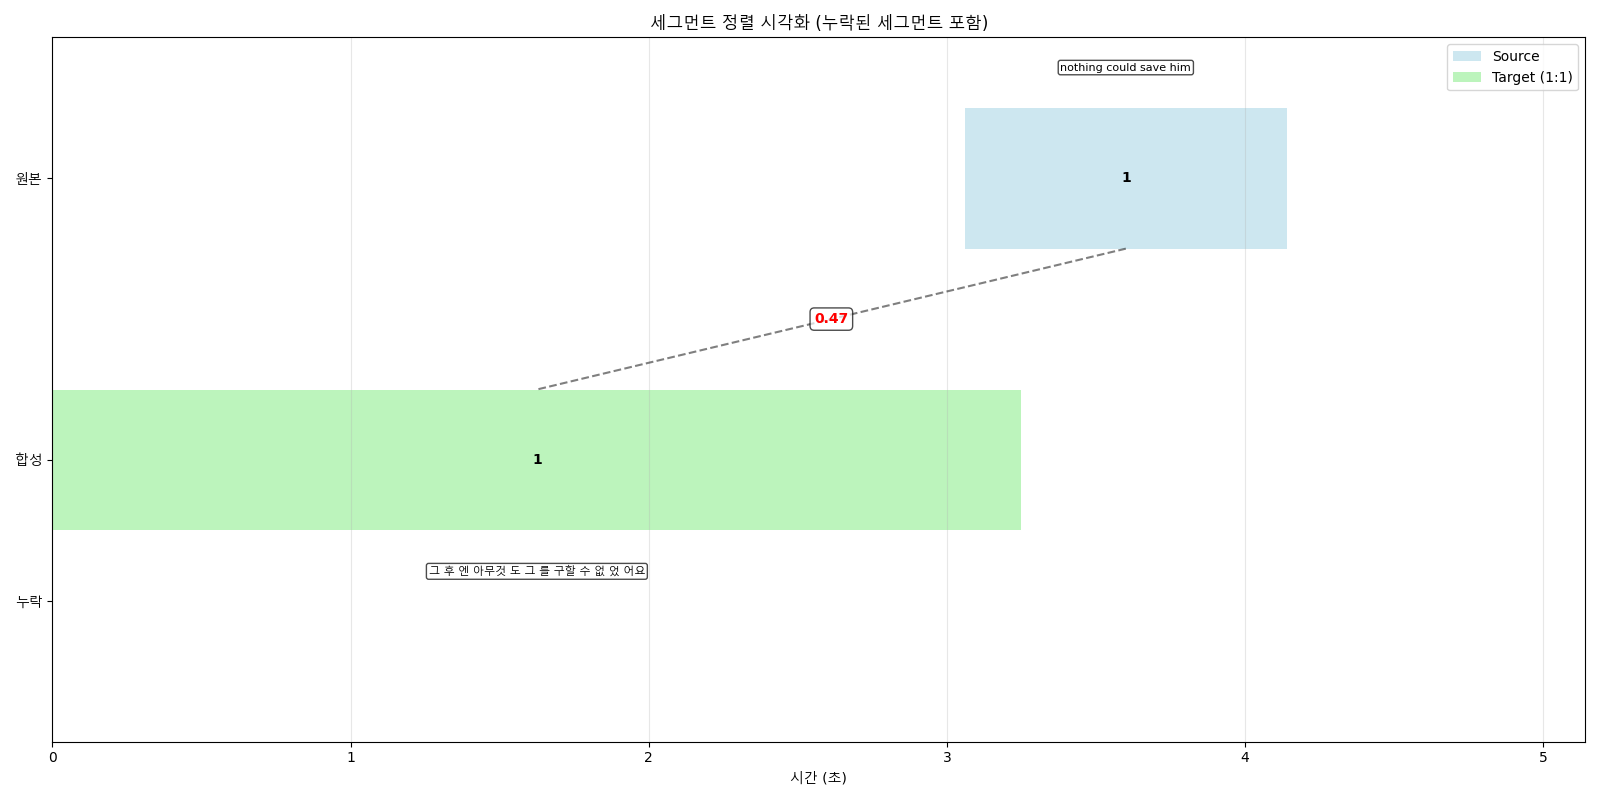 세그먼트 정렬 시각화 (누락된 세그먼트 포함)
nothing could save him
Source
Target (1:1)
원본
1
0.47
합성
1
그 후 엔 아무것 도 그 를 구할 수 없 었 어요
누락
0 1 2 3 4 5
시간 (초)